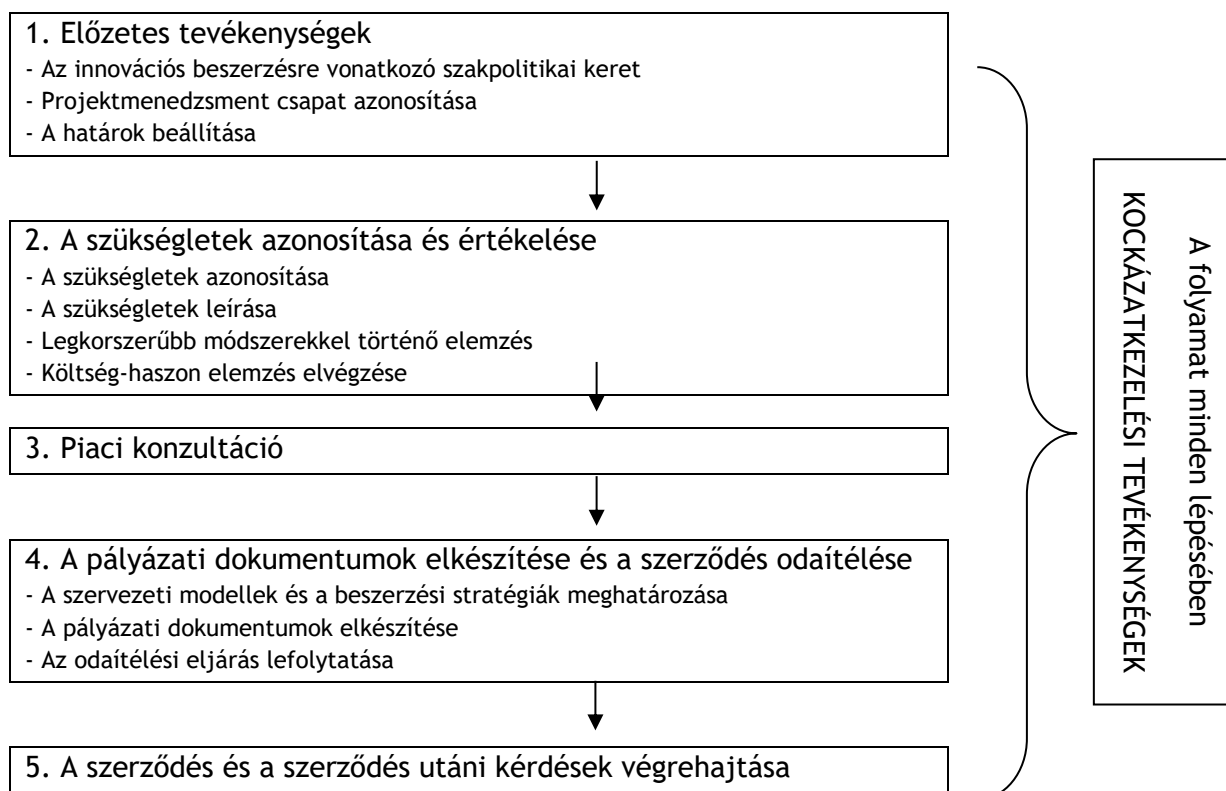 1. Előzetes tevékenységek
- Az innovációs beszerzésre vonatkozó szakpolitikai keret
- Projektmenedzsment csapat azonosítása
- A határok beállítása
2. A szükségletek azonosítása és értékelése
- A szükségletek azonosítása
- A szükségletek leírása
- Legkorszerűbb módszerekkel történő elemzés
- Költség-haszon elemzés elvégzése
3. Piaci konzultáció
4. A pályázati dokumentumok elkészítése és a szerződés odaítélése
- A szervezeti modellek és a beszerzési stratégiák meghatározása
- A pályázati dokumentumok elkészítése
- Az odaítélési eljárás lefolytatása
5. A szerződés és a szerződés utáni kérdések végrehajtása
A folyamat minden lépésében
KOCKÁZATKEZELÉSI TEVÉKENYSÉGEK